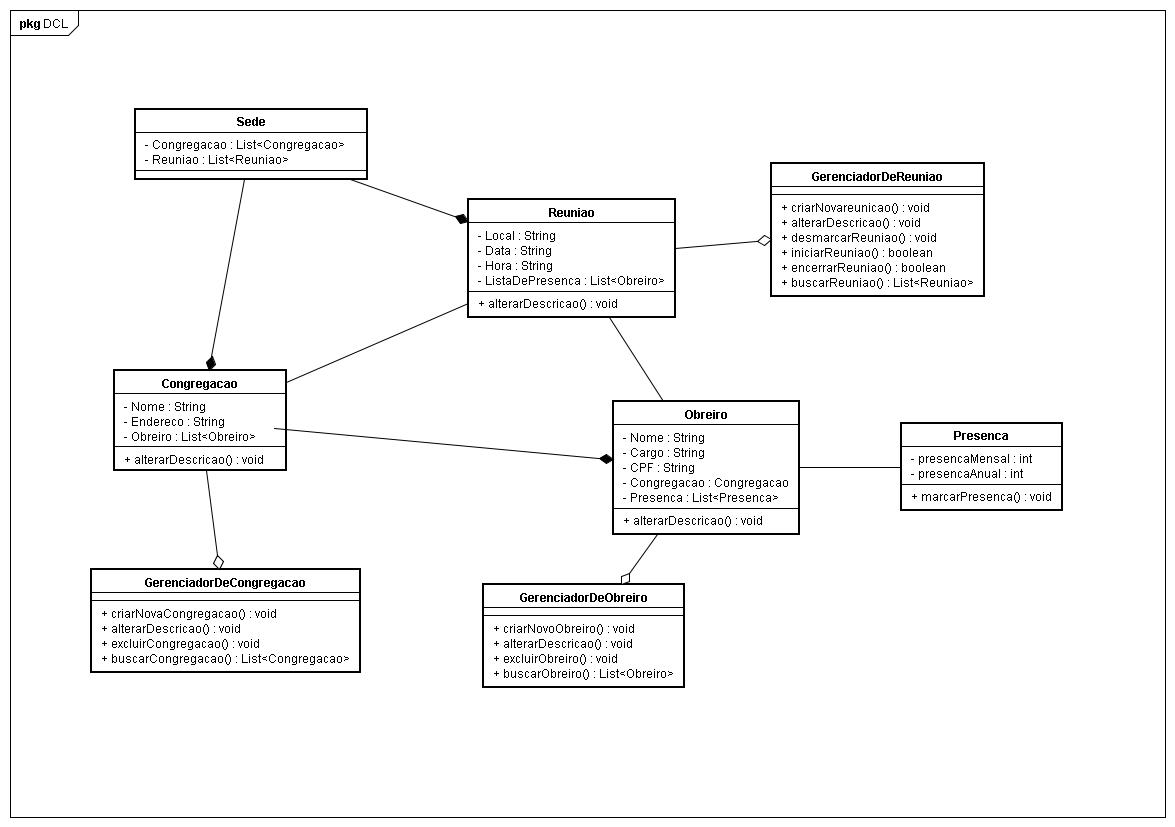 pkg DCL
Sede
- Congregacao : List<Congregacao>
- Reuniao : List<Reuniao>
Reuniao
- Local : String
- Data : String
- Hora : String
- ListaDePresenca : List<Obreiro>
+ alterarDescricao() : void
GerenciadorDeReuniao
+ criarNovareunicao() : void
+ alterarDescricao() : void
+ desmarcarReuniao() : void
+ iniciarReuniao() : boolean
+ encerrarReuniao() : boolean
+ buscarReuniao() : List<Reuniao>
Congregacao
- Nome : String
- Endereco : String
- Obreiro : List<Obreiro>
+ alterarDescricao() : void
Obreiro
- Nome : String
- Cargo : String
- CPF : String
- Congregacao : Congregacao
- Presenca : List<Presenca>
+ alterarDescricao() : void
Presenca
- presencaMensal : int
- presencaAnual : int
+ marcarPresenca() : void
GerenciadorDeCongregacao
+ criarNovaCongregacao() : void
+ alterarDescricao() : void
+ excluirCongregacao() : void
+ buscarCongregacao() : List<Congregacao>
GerenciadorDeObreiro
+ criarNovoObreiro() : void
+ alterarDescricao() : void
+ excluirObreiro() : void
+ buscarObreiro() : List<Obreiro>